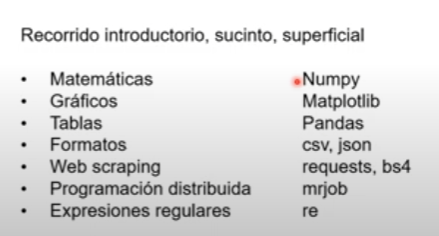 Recorrido introductorio, sucinto, superficial
• Matemáticas Numpy
• Gráficos Matplotlib
• Tablas Pandas
• Formatos csv, json
• Web scraping requests, bs4
• Programación distribuida mrjob
• Expresiones regulares re